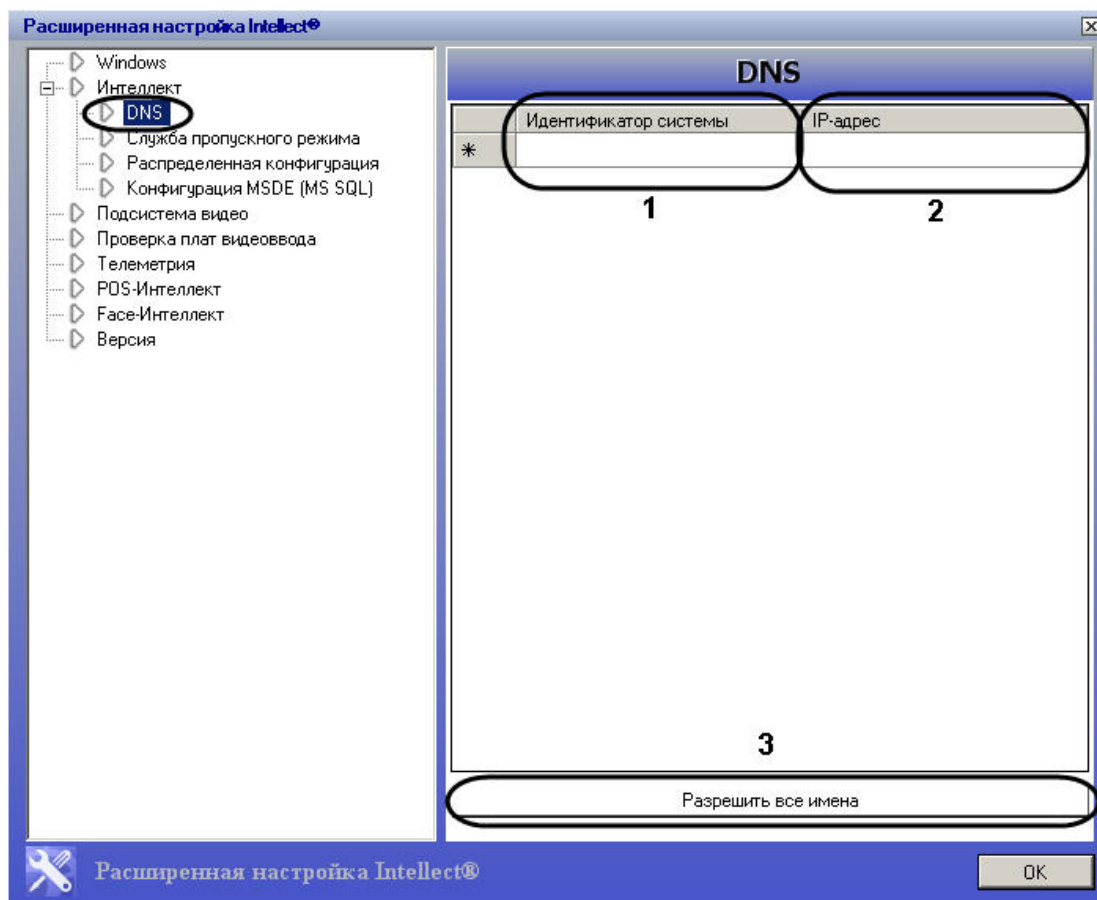 Расширенная настройка Intellect®
Windows
Интеллект
DNS
Служба пропускного режима
Распределенная конфигурация
Конфигурация MSDE (MS SQL)
Подсистема видео
Проверка плат видеоввода
Телеметрия
POS-Интеллект
Face-Интеллект
Версия
DNS
Идентификатор системы IP-адрес
*
1 2
3
Разрешить все имена
Расширенная настройка Intellect®
OK